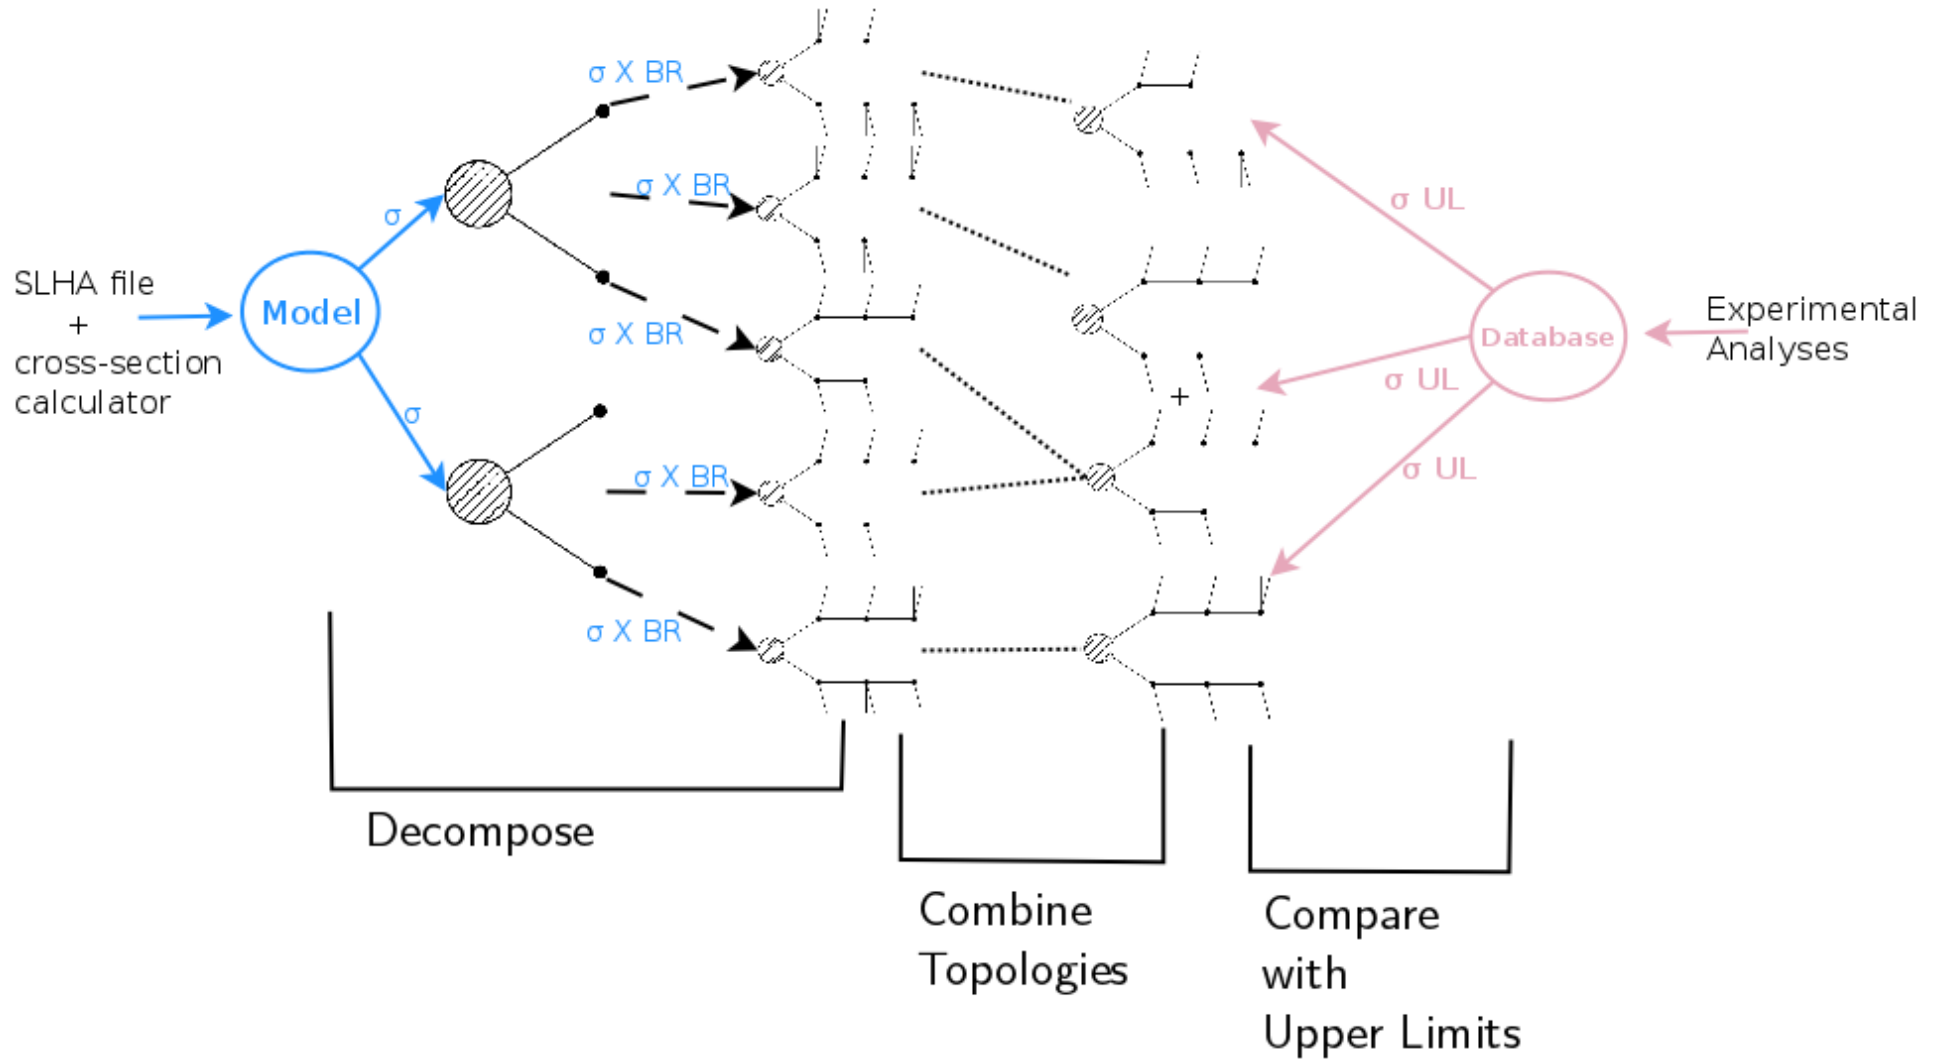 SLHA file
+
cross-section
calculator
Model
σ
σ
σ X BR
σ X BR
σ X BR
σ X BR
σ X BR
+
σ UL
σ UL
σ UL
Database
Experimental
Analyses
Decompose
Combine
Topologies
Compare
with
Upper Limits